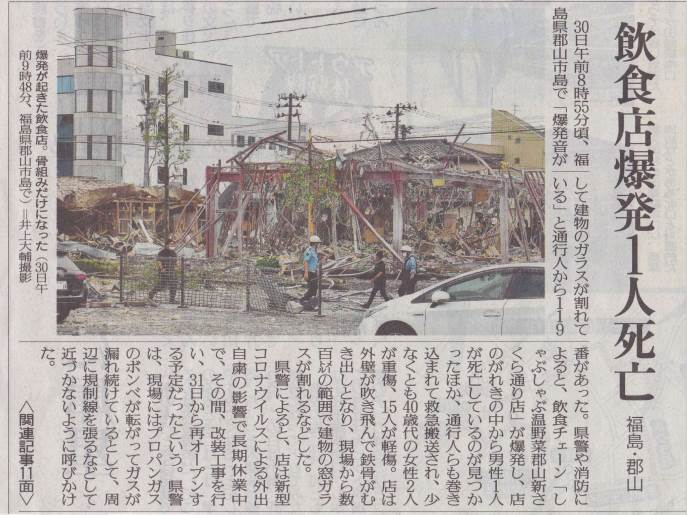 飲食店爆発1人死亡
福島・郡山
30日午前8時55分頃、福
島県郡山市島で「爆発音が
して建物のガラスが割れて
いる」と通行人から119
番があった。県警や消防に
よると、飲食チェーン「し
ゃぶしゃぶ温野菜郡山新さ
くら通り店」が爆発し、店
のがれきの中から男性1人
が死亡しているのが見つか
ったほか、通行人らも巻き
込まれて救急搬送され、少
なくとも40歳代の女性2人
が重傷、15人が軽傷。店は
外壁が吹き飛んで鉄骨がむ
き出しとなり、現場から数
百㍍の範囲で建物の窓ガラ
スが割れるなどした。
県警によると、店は新型
コロナウイルスによる外出
自粛の影響で長期休業中
で、その間、改装工事を行
い、31日から再オープンす
る予定だったという。県警
は、現場にはプロパンガス
のボンベが転がってガスが
漏れ続けているとして、周
辺に規制線を張るなどして
近づかないように呼びかけ
た。
〈関連記事11面〉
爆発が起きた飲食店。骨組みだけになった(30日午
前9時48分、福島県郡山市島で)=井上大輔撮影